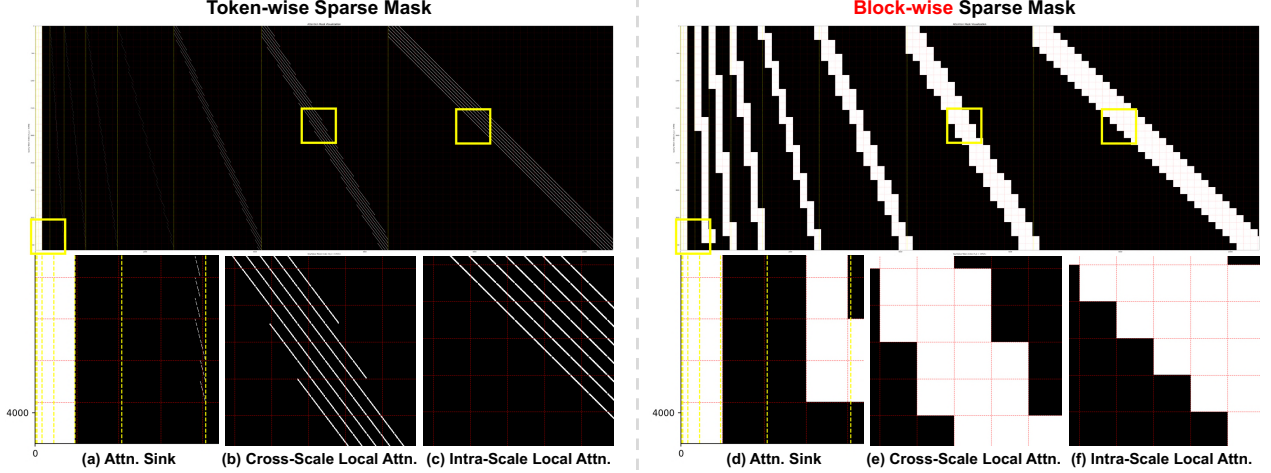 Token-wise Sparse Mask
Block-wise Sparse Mask
4000
0
(a) Attn. Sink
(b) Cross-Scale Local Attn.
(c) Intra-Scale Local Attn.
4000
0
(d) Attn. Sink
(e) Cross-Scale Local Attn.
(f) Intra-Scale Local Attn.